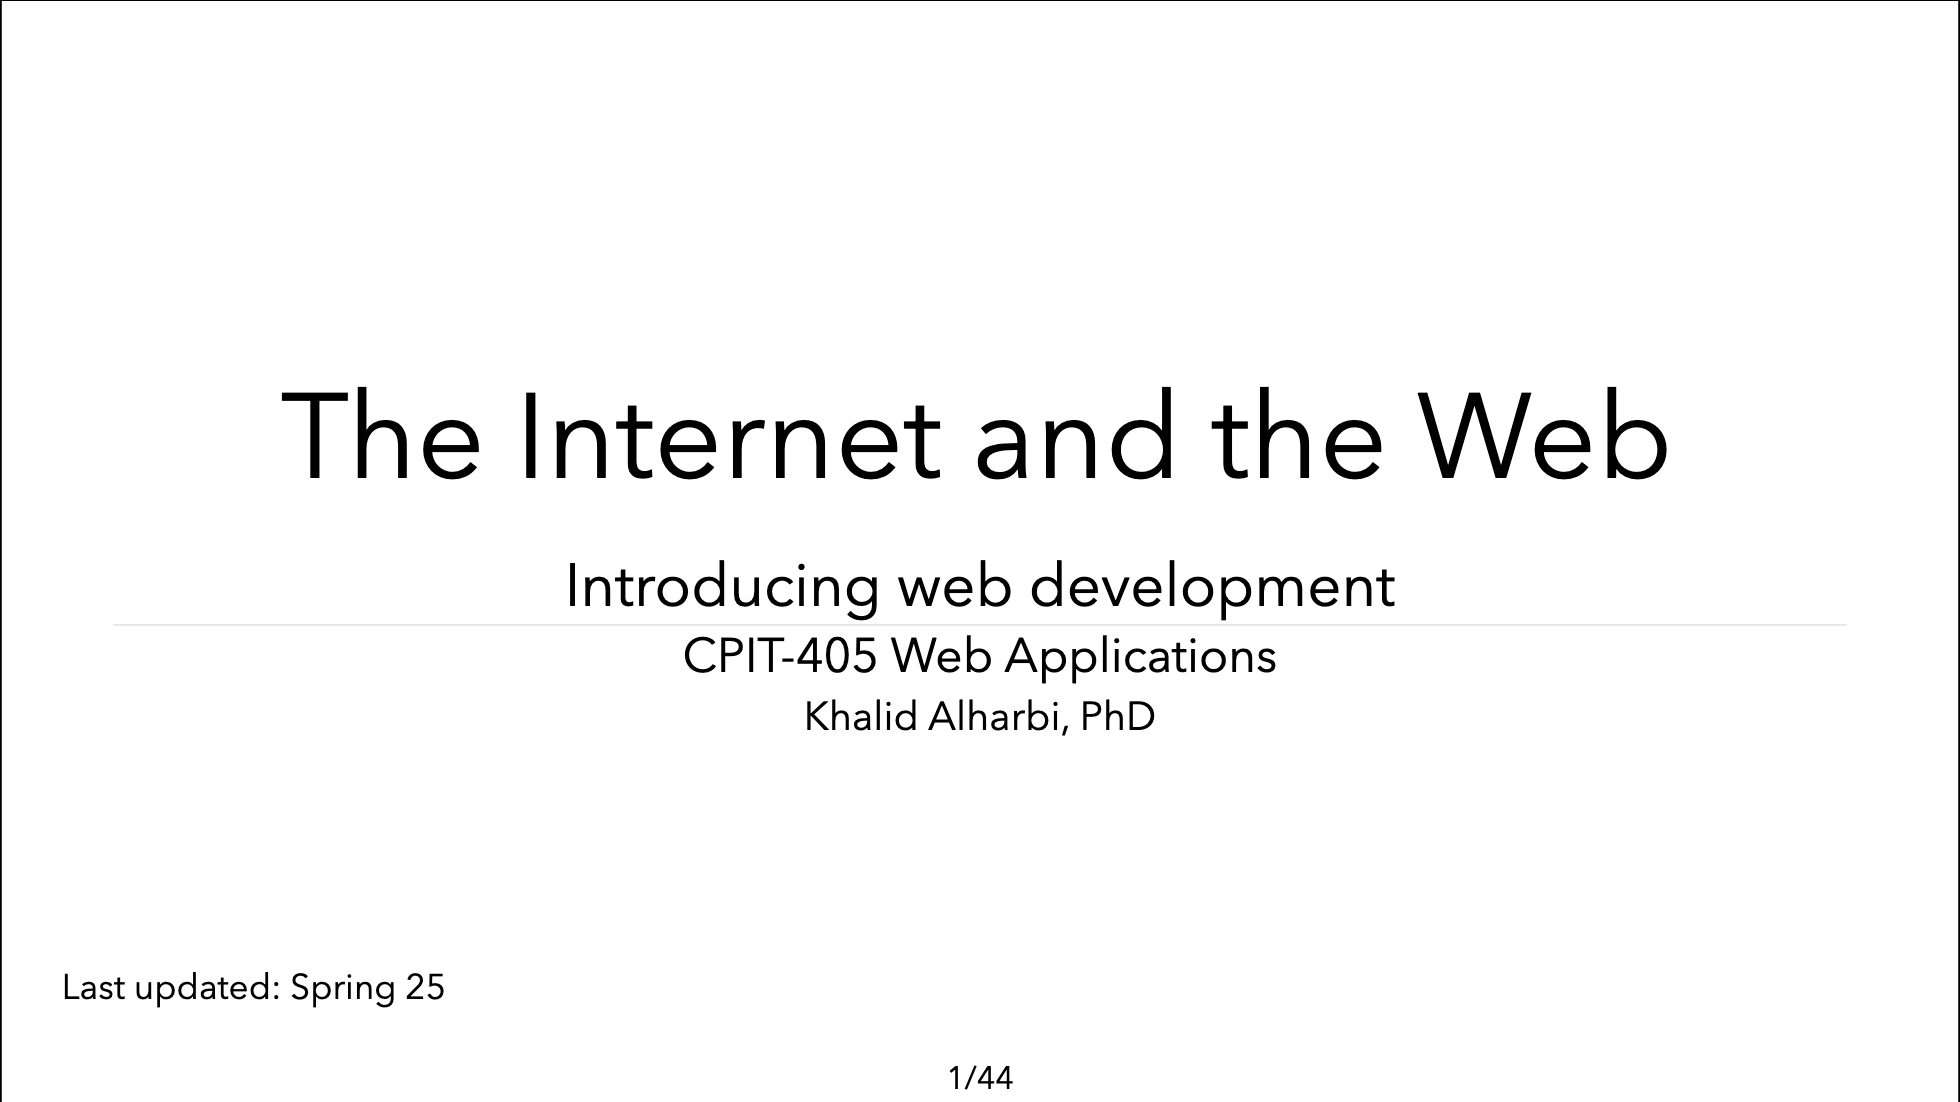 The Internet and the Web
Introducing web development
CPIT-405 Web Applications
Khalid Alharbi, PhD
Last updated: Spring 25
1/44